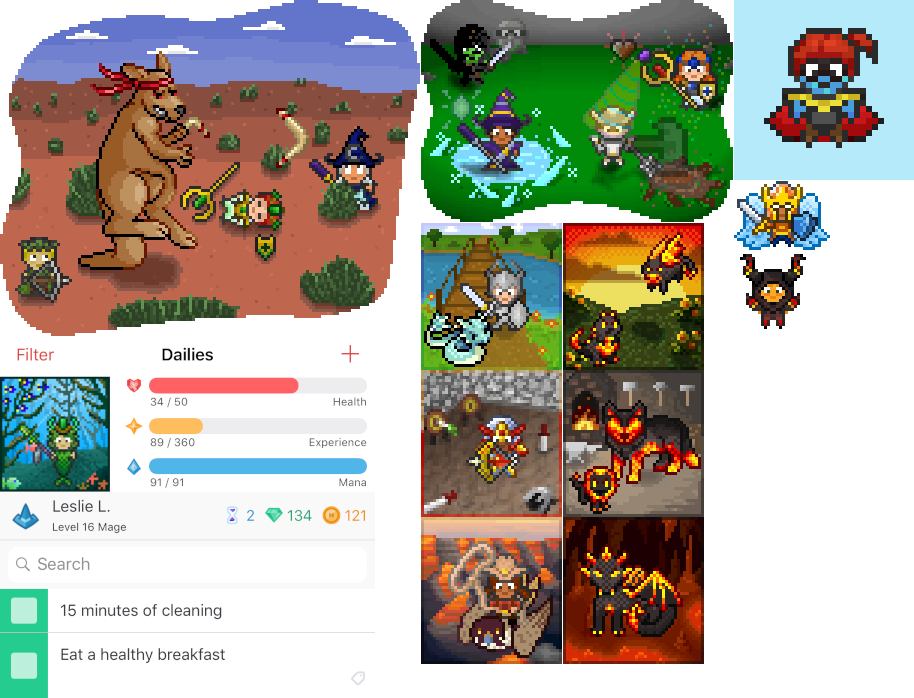 Filter
Dailies
34 / 50
Health
89 / 360
Experience
91 / 91
Mana
Leslie L.
2
134
121
Level 16 Mage
Search
15 minutes of cleaning
Eat a healthy breakfast